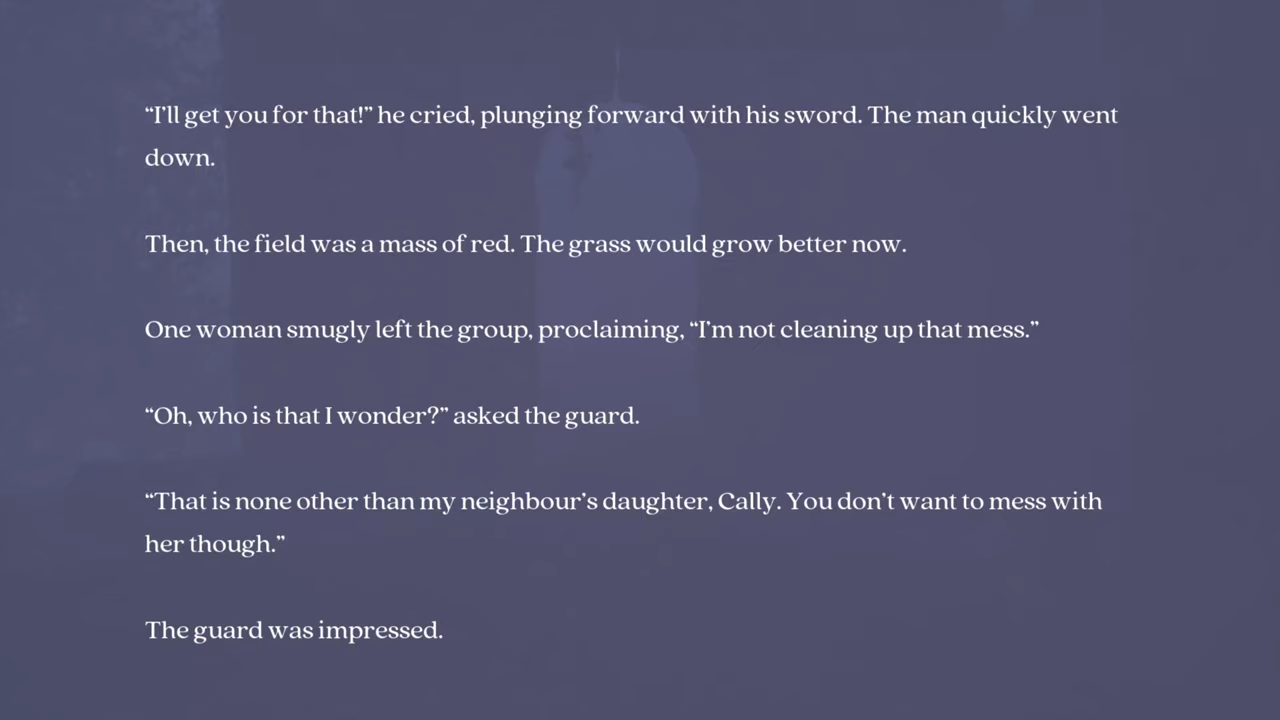 “I’ll get you for that!” he cried, plunging forward with his sword. The man quickly went
down.
Then, the field was a mass of red. The grass would grow better now.
One woman smugly left the group, proclaiming, “I’m not cleaning up that mess.”
“Oh, who is that I wonder?” asked the guard.
“That is none other than my neighbour’s daughter, Cally. You don’t want to mess with
her though.”
The guard was impressed.